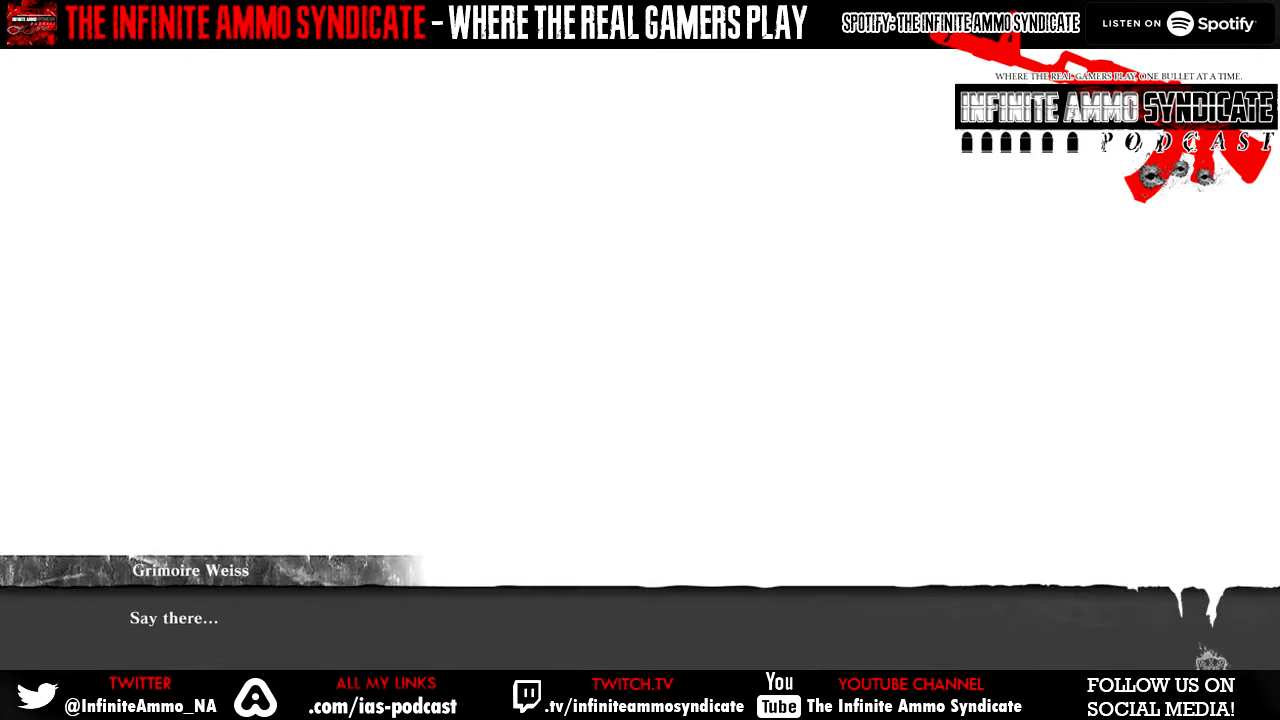 THE INFINITE AMMO SYNDICATE - WHERE THE REAL GAMERS PLAY
SPOTIFY: THE INFINITE AMMO SYNDICATE
LISTEN ON Spotify
WHERE THE REAL GAMERS PLAY, ONE BULLET AT A TIME.
INFINITE AMMO SYNDICATE
PODCAST
Grimoire Weiss
Say there...
TWITTER
@InfiniteAmmo_NA
ALL MY LINKS
.com/ias-podcast
TWITCH.TV
.tv/infiniteammosyndicate
You Tube
YOUTUBE CHANNEL
The Infinite Ammo Syndicate
FOLLOW US ON
SOCIAL MEDIA!